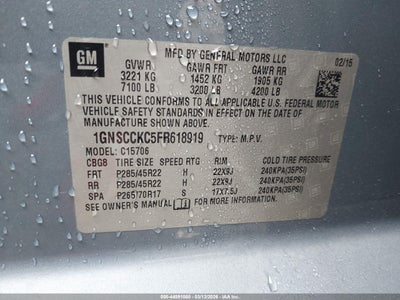 GM
MFD BY GENERAL MOTORS LLC
02/15
GVWR GAWR FRT GAWR RR
3221 KG 1452 KG 1905 KG
7100 LB 3200 LB 4200 LB
THIS VEHICLE CONFORMS TO ALL APPLICABLE U.S. FEDERAL MOTOR
VEHICLE SAFETY AND THEFT PREVENTION STANDARDS IN
EFFECT ON THE DATE OF MANUFACTURE SHOWN ABOVE.
1GNSCCKC5FR618919 TYPE: M.P.V.
MODEL: C15706
CBGB TIRE SIZE SPEED RTG RIM COLD TIRE PRESSURE
FRT P285/45R22 H 22X9J 240KPA(35PSI)
RR P285/45R22 H 22X9J 240KPA(35PSI)
SPA P265/70R17 S 17X7.5J 240KPA(35PSI)
SEE OWNER'S MANUAL FOR MORE INFORMATION.